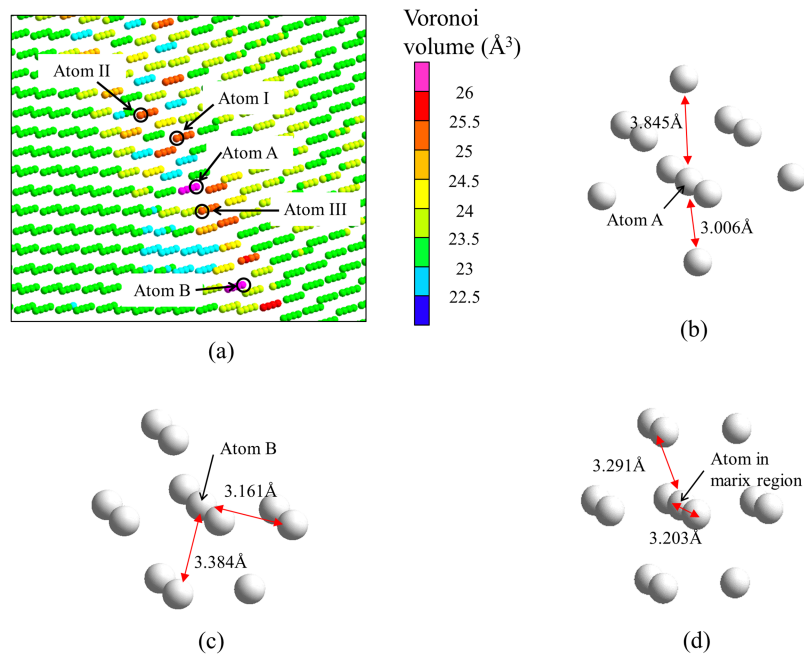 Atom II
Atom I
Atom A
Atom III
Atom B
(a)
Voronoi
volume (Å³)
26
25.5
25
24.5
24
23.5
23
22.5
3.845Å
Atom A
3.006Å
(b)
Atom B
3.161Å
3.384Å
(c)
3.291Å
Atom in
marix region
3.203Å
(d)